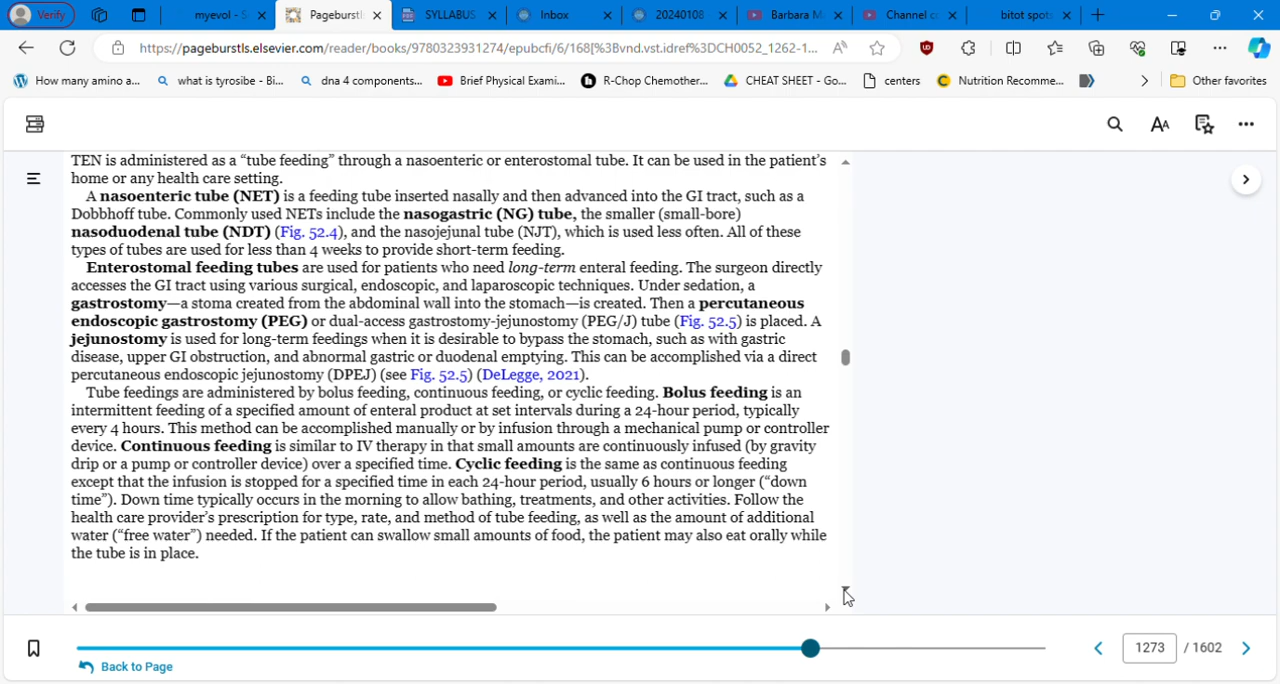 Verify
myevol - S
Pageburstl
SYLLABUS
Inbox
20240108
Barbara M
Channel c
bitot spot
https://pageburstls.elsevier.com/reader/books/9780323931274/epubcfi/6/168[%3Bvnd.vst.idref%3DCH0052_1262-1...
How many amino a...
what is tyrosibe - Bi...
dna 4 components...
Brief Physical Exami...
R-Chop Chemother...
CHEAT SHEET - Go...
centers
Nutrition Recomme...
Other favorites
TEN is administered as a “tube feeding” through a nasoenteric or enterostomal tube. It can be used in the patient’s
home or any health care setting.
A nasoenteric tube (NET) is a feeding tube inserted nasally and then advanced into the GI tract, such as a
Dobbhoff tube. Commonly used NETs include the nasogastric (NG) tube, the smaller (small-bore)
nasoduodenal tube (NDT) (Fig. 52.4), and the nasojejunal tube (NJT), which is used less often. All of these
types of tubes are used for less than 4 weeks to provide short-term feeding.
Enterostomal feeding tubes are used for patients who need long-term enteral feeding. The surgeon directly
accesses the GI tract using various surgical, endoscopic, and laparoscopic techniques. Under sedation, a
gastrostomy—a stoma created from the abdominal wall into the stomach—is created. Then a percutaneous
endoscopic gastrostomy (PEG) or dual-access gastrostomy-jejunostomy (PEG/J) tube (Fig. 52.5) is placed. A
jejunostomy is used for long-term feedings when it is desirable to bypass the stomach, such as with gastric
disease, upper GI obstruction, and abnormal gastric or duodenal emptying. This can be accomplished via a direct
percutaneous endoscopic jejunostomy (DPEJ) (see Fig. 52.5) (DeLegge, 2021).
Tube feedings are administered by bolus feeding, continuous feeding, or cyclic feeding. Bolus feeding is an
intermittent feeding of a specified amount of enteral product at set intervals during a 24-hour period, typically
every 4 hours. This method can be accomplished manually or by infusion through a mechanical pump or controller
device. Continuous feeding is similar to IV therapy in that small amounts are continuously infused (by gravity
drip or a pump or controller device) over a specified time. Cyclic feeding is the same as continuous feeding
except that the infusion is stopped for a specified time in each 24-hour period, usually 6 hours or longer (“down
time”). Down time typically occurs in the morning to allow bathing, treatments, and other activities. Follow the
health care provider’s prescription for type, rate, and method of tube feeding, as well as the amount of additional
water (“free water”) needed. If the patient can swallow small amounts of food, the patient may also eat orally while
the tube is in place.
1273 / 1602
Back to Page